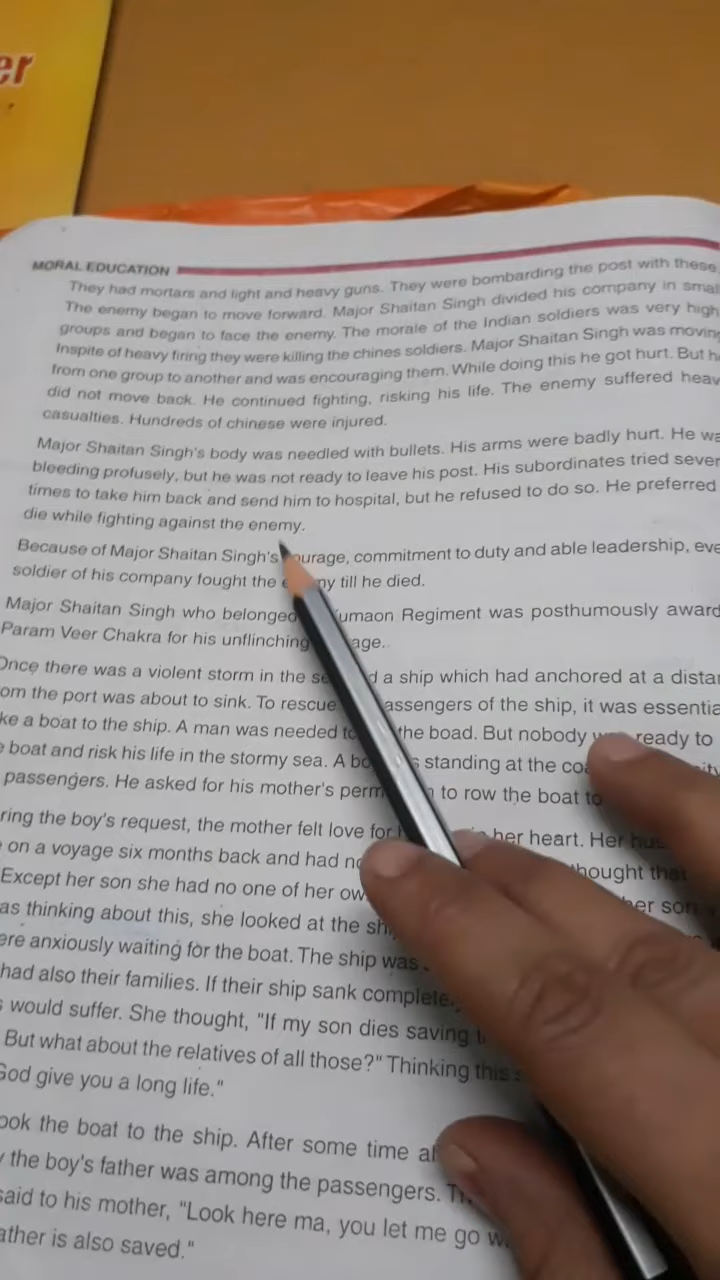 er
MORAL EDUCATION
They had mortars and light and heavy guns. They were bombarding the post with these
The enemy began to move forward. Major Shaitan Singh divided his company in smal
groups and began to face the enemy. The morale of the Indian soldiers was very high
Inspite of heavy firing they were killing the chines soldiers. Major Shaitan Singh was moving
from one group to another and was encouraging them. While doing this he got hurt. But h
did not move back. He continued fighting, risking his life. The enemy suffered heav
casualties. Hundreds of chinese were injured.
Major Shaitan Singh's body was needled with bullets. His arms were badly hurt. He wa
bleeding profusely, but he was not ready to leave his post. His subordinates tried sever
times to take him back and send him to hospital, but he refused to do so. He preferred
die while fighting against the enemy.
Because of Major Shaitan Singh's ourage, commitment to duty and able leadership, eve
soldier of his company fought the e ny till he died.
Major Shaitan Singh who belonged umaon Regiment was posthumously award
Param Veer Chakra for his unflinching age..
Once there was a violent storm in the se d a ship which had anchored at a distan
om the port was about to sink. To rescue assengers of the ship, it was essentia
ke a boat to the ship. A man was needed to the boad. But nobody ready to
e boat and risk his life in the stormy sea. A bo s standing at the coa
passengers. He asked for his mother's perm n to row the boat to
ring the boy's request, the mother felt love for her heart. Her hus
on a voyage six months back and had no thought tha
Except her son she had no one of her ow her son
as thinking about this, she looked at the sh
ere anxiously waiting for the boat. The ship was
had also their families. If their ship sank complete
s would suffer. She thought, "If my son dies saving t
But what about the relatives of all those?" Thinking this s
God give you a long life."
ook the boat to the ship. After some time al
y the boy's father was among the passengers. Th
said to his mother, "Look here ma, you let me go w
ather is also saved."